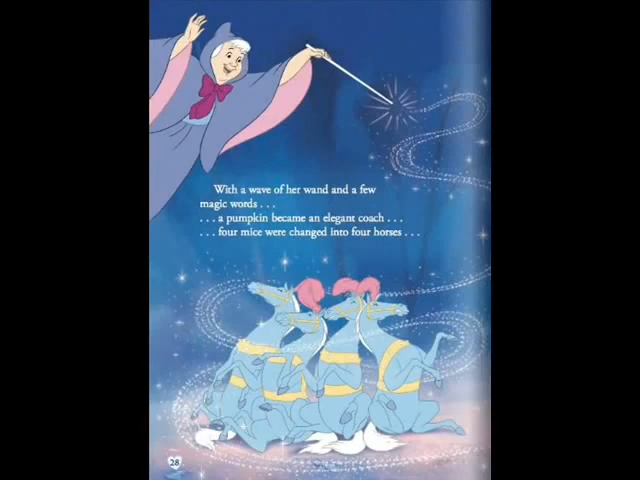 With a wave of her wand and a few
magic words . . .
. . . a pumpkin became an elegant coach . . .
. . . four mice were changed into four horses . . .
28